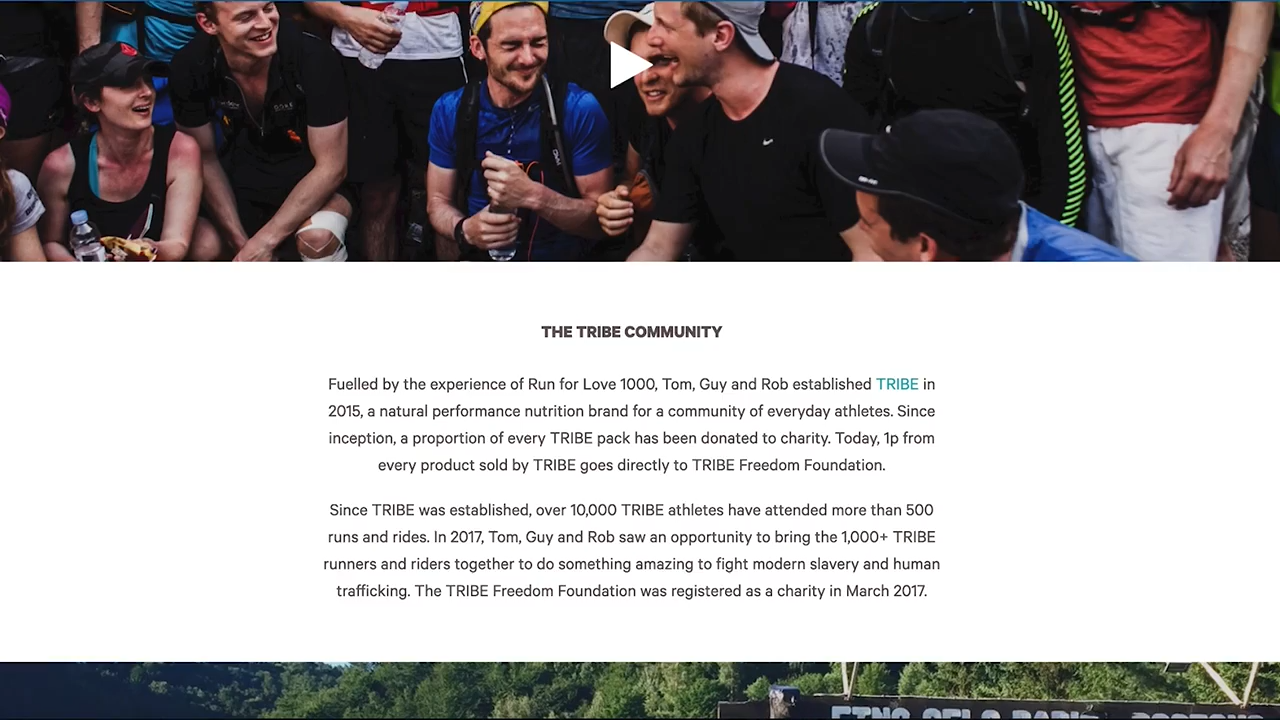 THE TRIBE COMMUNITY
Fuelled by the experience of Run for Love 1000, Tom, Guy and Rob established TRIBE in
2015, a natural performance nutrition brand for a community of everyday athletes. Since
inception, a proportion of every TRIBE pack has been donated to charity. Today, 1p from
every product sold by TRIBE goes directly to TRIBE Freedom Foundation.
Since TRIBE was established, over 10,000 TRIBE athletes have attended more than 500
runs and rides. In 2017, Tom, Guy and Rob saw an opportunity to bring the 1,000+ TRIBE
runners and riders together to do something amazing to fight modern slavery and human
trafficking. The TRIBE Freedom Foundation was registered as a charity in March 2017.